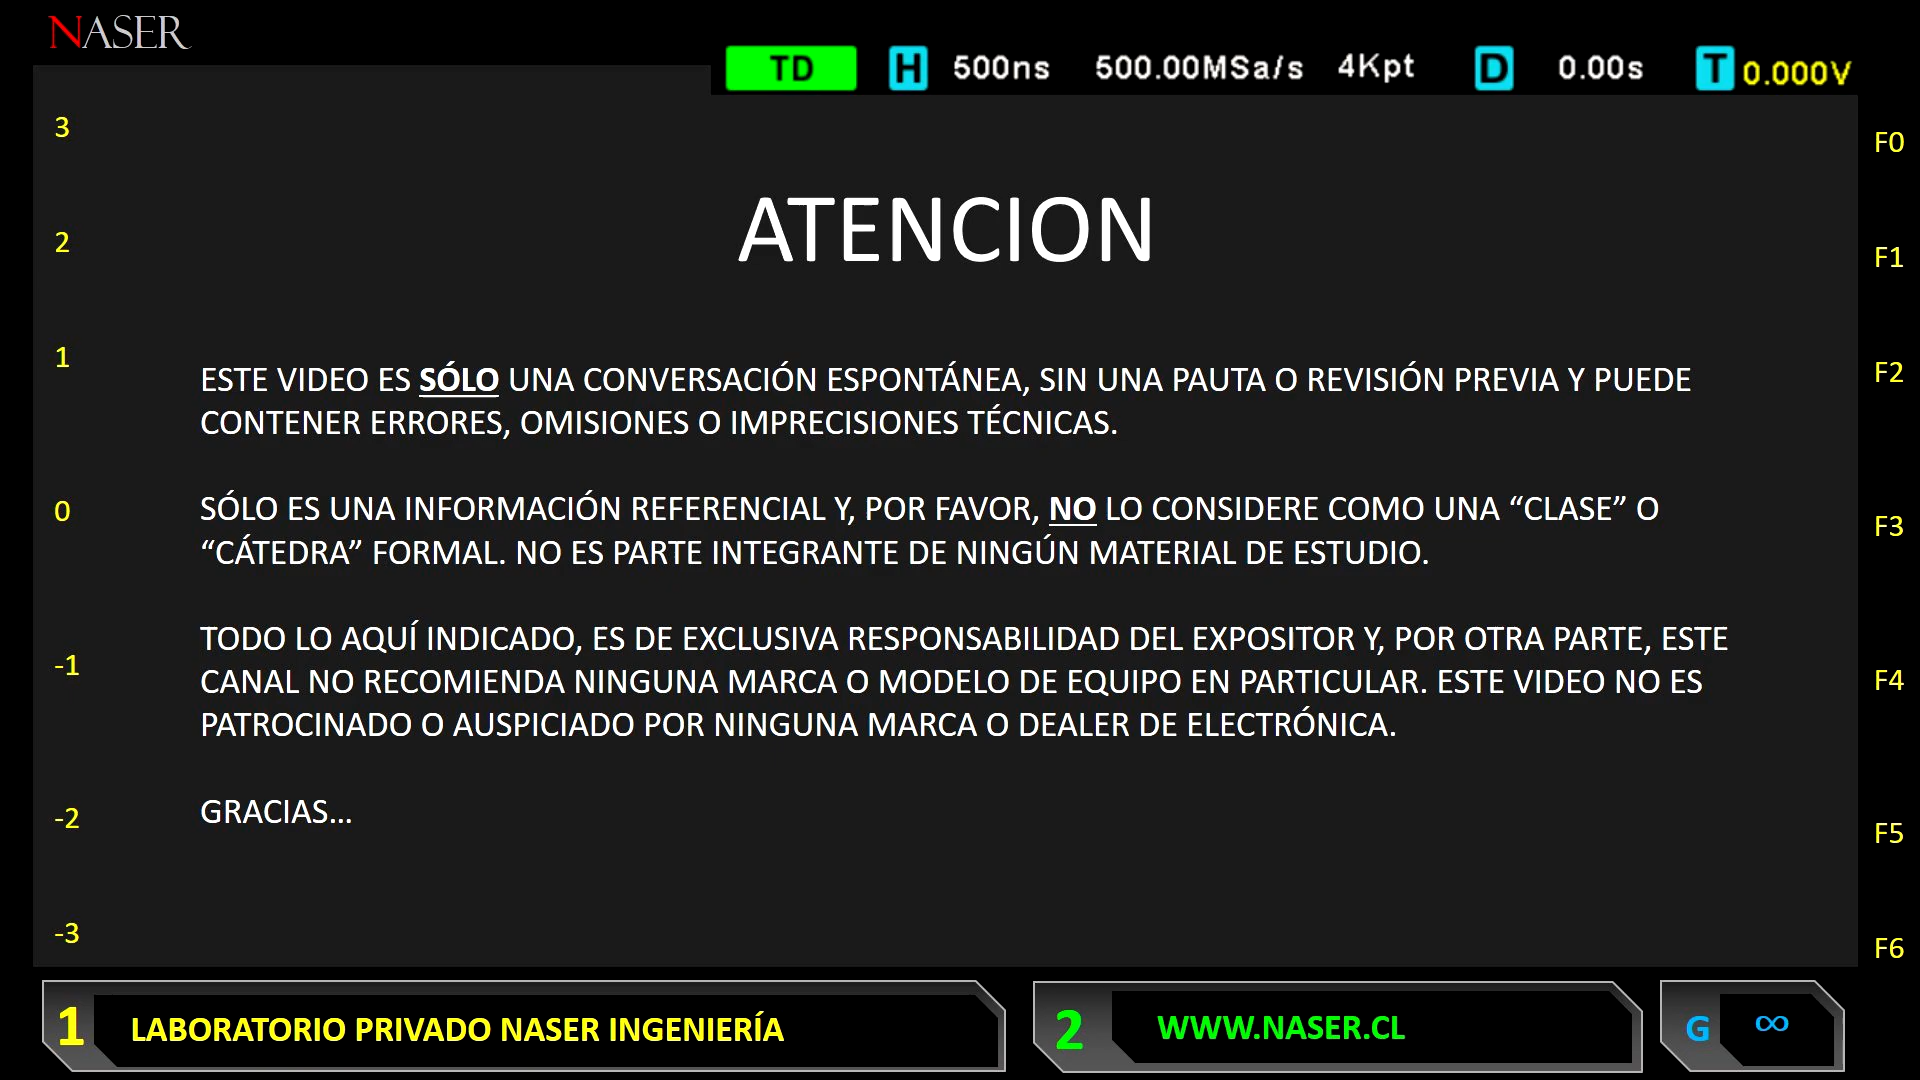 NASER
TD H 500ns 500.00MSa/s 4Kpt D 0.00s T 0.000V
3
F0
ATENCION
2
F1
1
F2
ESTE VIDEO ES SÓLO UNA CONVERSACIÓN ESPONTÁNEA, SIN UNA PAUTA O REVISIÓN PREVIA Y PUEDE
CONTENER ERRORES, OMISIONES O IMPRECISIONES TÉCNICAS.
0
F3
SÓLO ES UNA INFORMACIÓN REFERENCIAL Y, POR FAVOR, NO LO CONSIDERE COMO UNA “CLASE” O
“CÁTEDRA” FORMAL. NO ES PARTE INTEGRANTE DE NINGÚN MATERIAL DE ESTUDIO.
-1
F4
TODO LO AQUÍ INDICADO, ES DE EXCLUSIVA RESPONSABILIDAD DEL EXPOSITOR Y, POR OTRA PARTE, ESTE
CANAL NO RECOMIENDA NINGUNA MARCA O MODELO DE EQUIPO EN PARTICULAR. ESTE VIDEO NO ES
PATROCINADO O AUSPICIADO POR NINGUNA MARCA O DEALER DE ELECTRÓNICA.
-2
F5
GRACIAS...
-3
F6
1 LABORATORIO PRIVADO NASER INGENIERÍA
2 WWW.NASER.CL
G ∞